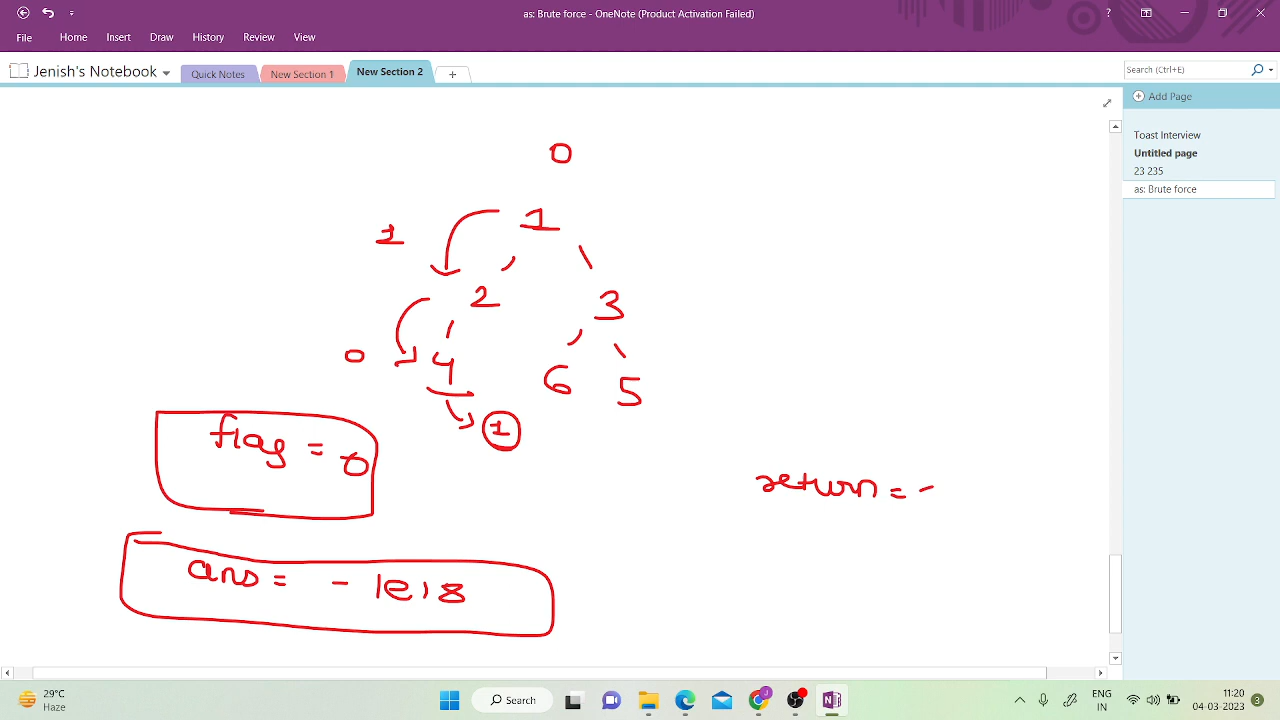 as: Brute force - OneNote (Product Activation Failed)
?
File Home Insert Draw History Review View
Jenish's Notebook Quick Notes New Section 1 New Section 2 +
Search (Ctrl+E)
Add Page
Toast Interview
Untitled page
23 235
as: Brute force
0
1
1
2 3
0 4 6 5
1
flag = 0
return = -
ans = - 1e18
29°C
Haze
Search
ENG
IN
11:20
04-03-2023
3